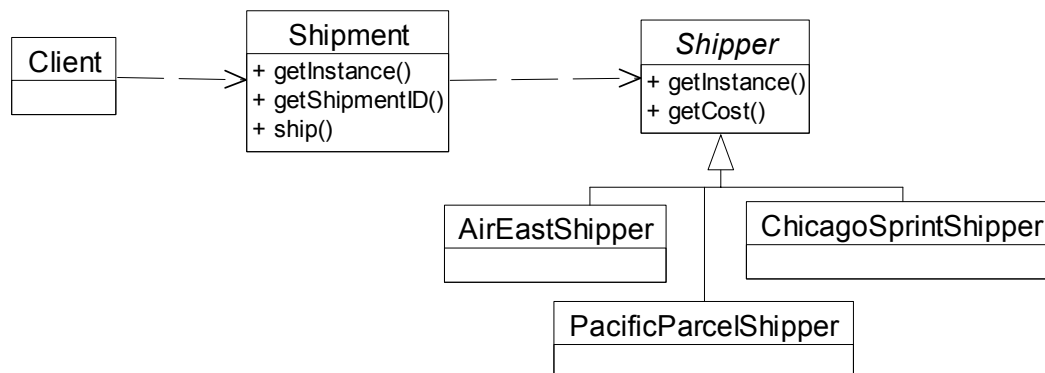 Client
Shipment
+ getInstance()
+ getShipmentID()
+ ship()
Shipper
+ getInstance()
+ getCost()
AirEastShipper
ChicagoSprintShipper
PacificParcelShipper